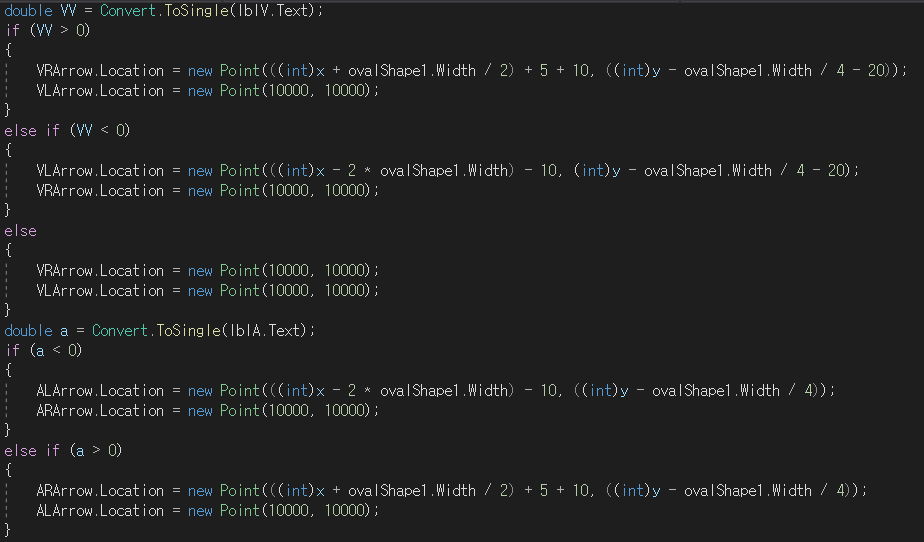 double VV = Convert.ToSingle(lblV.Text);
if (VV > 0)
{
    VRArrow.Location = new Point(((int)x + ovalShape1.Width / 2) + 5 + 10, ((int)y - ovalShape1.Width / 4 - 20));
    VLArrow.Location = new Point(10000, 10000);
}
else if (VV < 0)
{
    VLArrow.Location = new Point(((int)x - 2 * ovalShape1.Width) - 10, (int)y - ovalShape1.Width / 4 - 20);
    VRArrow.Location = new Point(10000, 10000);
}
else
{
    VRArrow.Location = new Point(10000, 10000);
    VLArrow.Location = new Point(10000, 10000);
}
double a = Convert.ToSingle(lblA.Text);
if (a < 0)
{
    ALArrow.Location = new Point(((int)x - 2 * ovalShape1.Width) - 10, ((int)y - ovalShape1.Width / 4));
    ARArrow.Location = new Point(10000, 10000);
}
else if (a > 0)
{
    ARArrow.Location = new Point(((int)x + ovalShape1.Width / 2) + 5 + 10, ((int)y - ovalShape1.Width / 4));
    ALArrow.Location = new Point(10000, 10000);
}